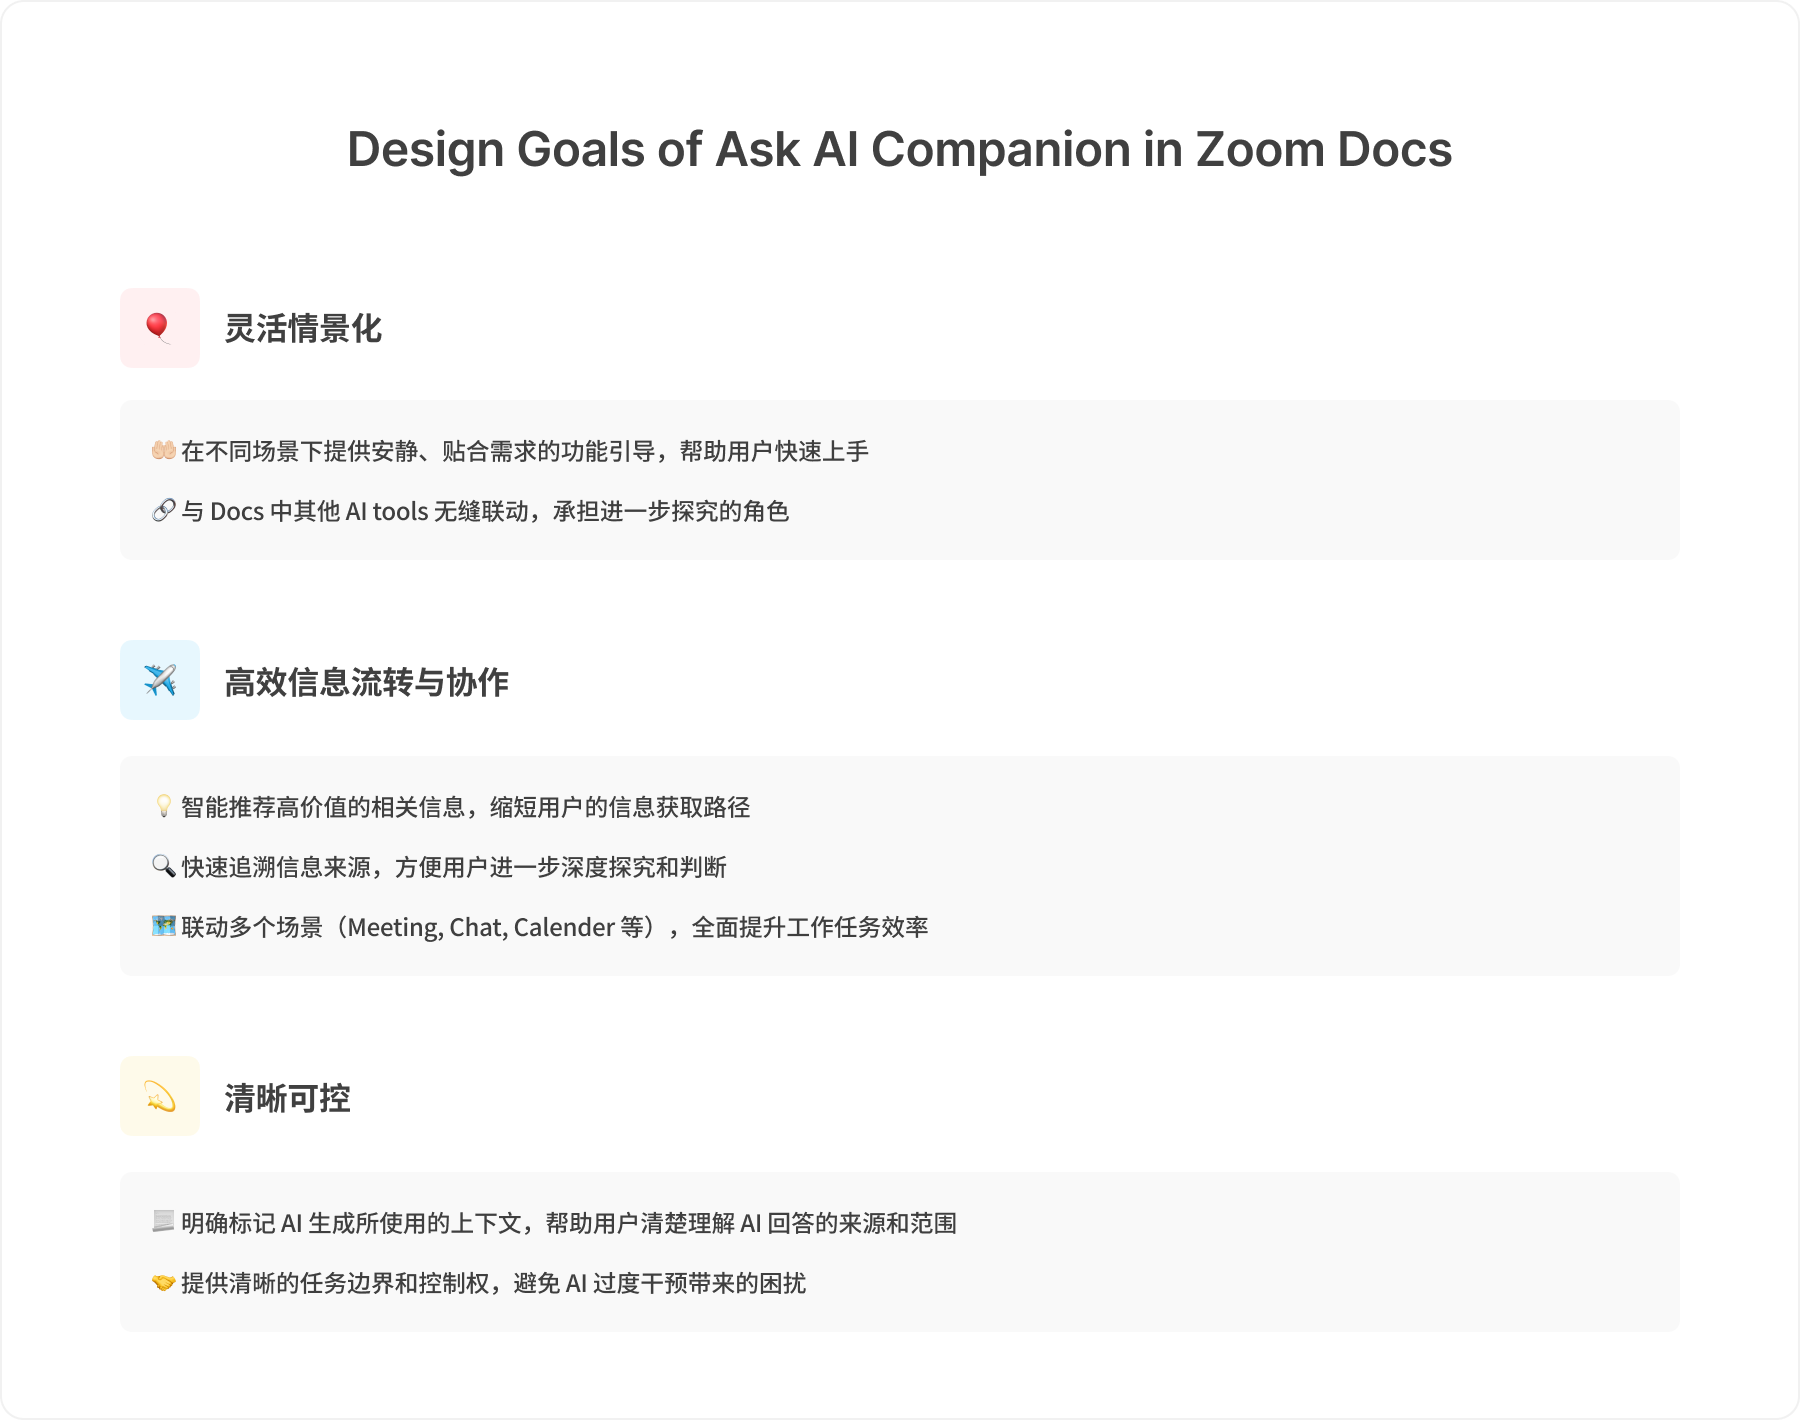 Design Goals of Ask AI Companion in Zoom Docs
灵活情景化
在不同场景下提供安静、贴合需求的功能引导，帮助用户快速上手
与 Docs 中其他 AI tools 无缝联动，承担进一步探究的角色
高效信息流转与协作
智能推荐高价值的相关信息，缩短用户的信息获取路径
快速追溯信息来源，方便用户进一步深度探究和判断
联动多个场景（Meeting, Chat, Calender 等），全面提升工作任务效率
清晰可控
明确标记 AI 生成所使用的上下文，帮助用户清楚理解 AI 回答的来源和范围
提供清晰的任务边界和控制权，避免 AI 过度干预带来的困扰